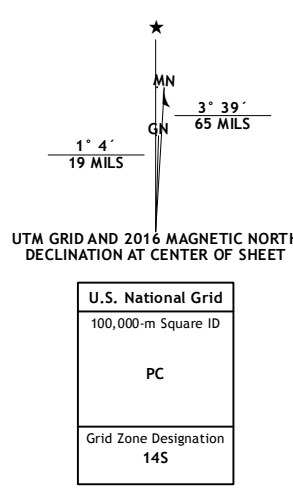 ★
MN
3° 39´
65 MILS
GN
1° 4´
19 MILS
UTM GRID AND 2016 MAGNETIC NORTH
DECLINATION AT CENTER OF SHEET
U.S. National Grid
100,000-m Square ID
PC
Grid Zone Designation
14S